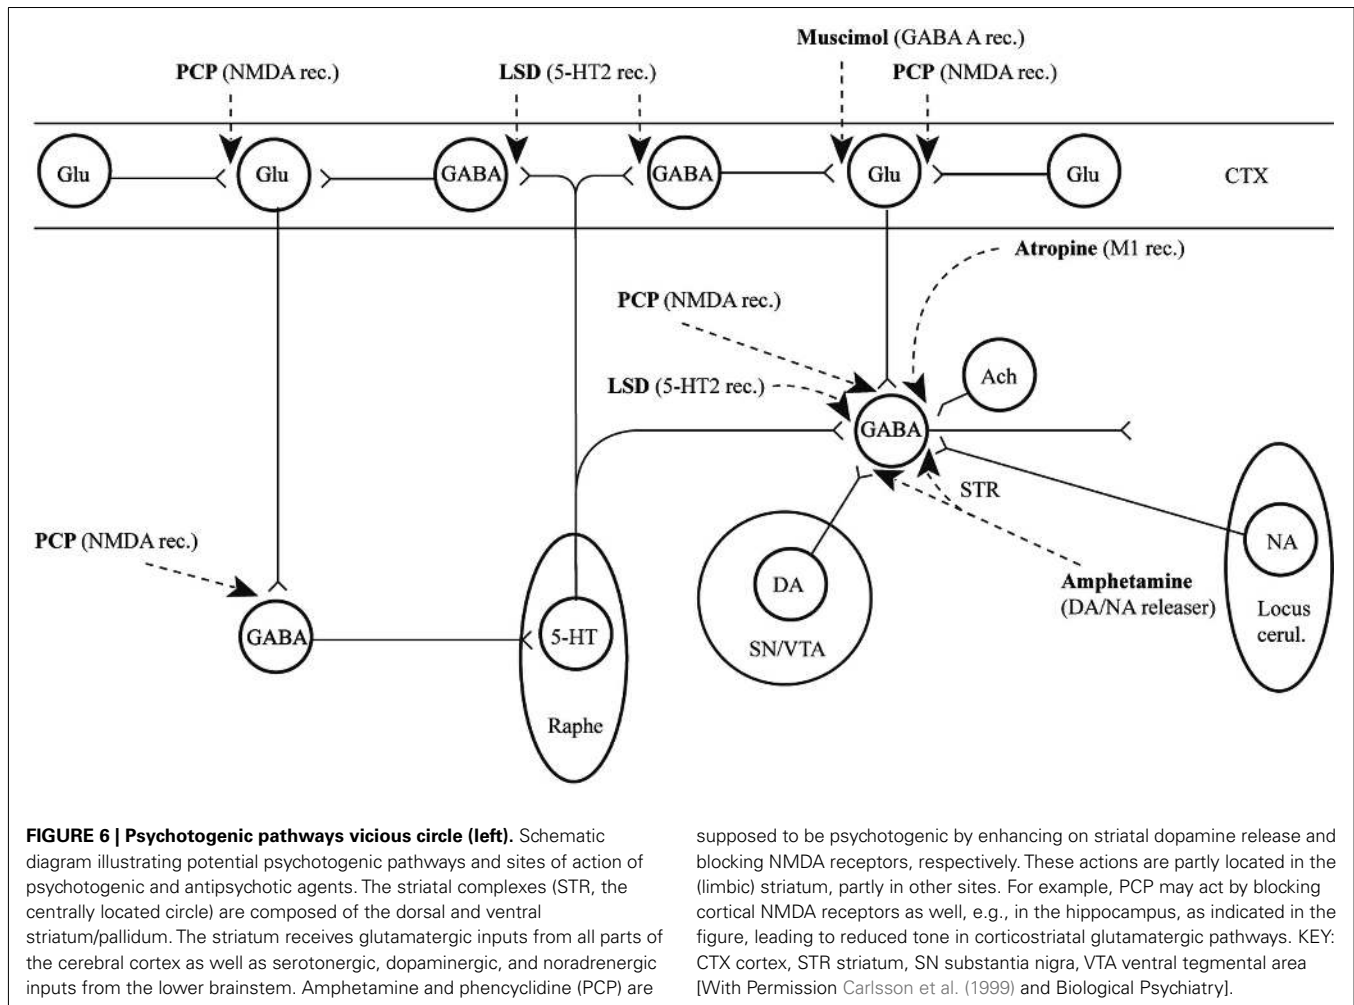 Muscimol (GABA A rec.)
PCP (NMDA rec.)
LSD (5-HT2 rec.)
PCP (NMDA rec.)
Glu
Glu
GABA
GABA
Glu
Glu
CTX
Atropine (M1 rec.)
PCP (NMDA rec.)
LSD (5-HT2 rec.)
Ach
GABA
STR
PCP (NMDA rec.)
NA
DA
Amphetamine
(DA/NA releaser)
Locus
cerul.
GABA
5-HT
SN/VTA
Raphe
FIGURE 6 | Psychotogenic pathways vicious circle (left). Schematic
diagram illustrating potential psychotogenic pathways and sites of action of
psychotogenic and antipsychotic agents. The striatal complexes (STR, the
centrally located circle) are composed of the dorsal and ventral
striatum/pallidum. The striatum receives glutamatergic inputs from all parts of
the cerebral cortex as well as serotonergic, dopaminergic, and noradrenergic
inputs from the lower brainstem. Amphetamine and phencyclidine (PCP) are
supposed to be psychotogenic by enhancing on striatal dopamine release and
blocking NMDA receptors, respectively. These actions are partly located in the
(limbic) striatum, partly in other sites. For example, PCP may act by blocking
cortical NMDA receptors as well, e.g., in the hippocampus, as indicated in the
figure, leading to reduced tone in corticostriatal glutamatergic pathways. KEY:
CTX cortex, STR striatum, SN substantia nigra, VTA ventral tegmental area
[With Permission Carlsson et al. (1999) and Biological Psychiatry].